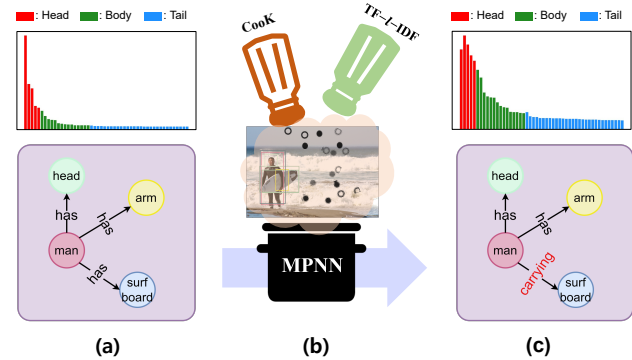 : Head : Body : Tail
CooK
TF-t-IDF
: Head : Body : Tail
head
has
has
arm
man
has
surf
board
MPNN
head
has
has
arm
man
carrying
surf
board
(a)
(b)
(c)